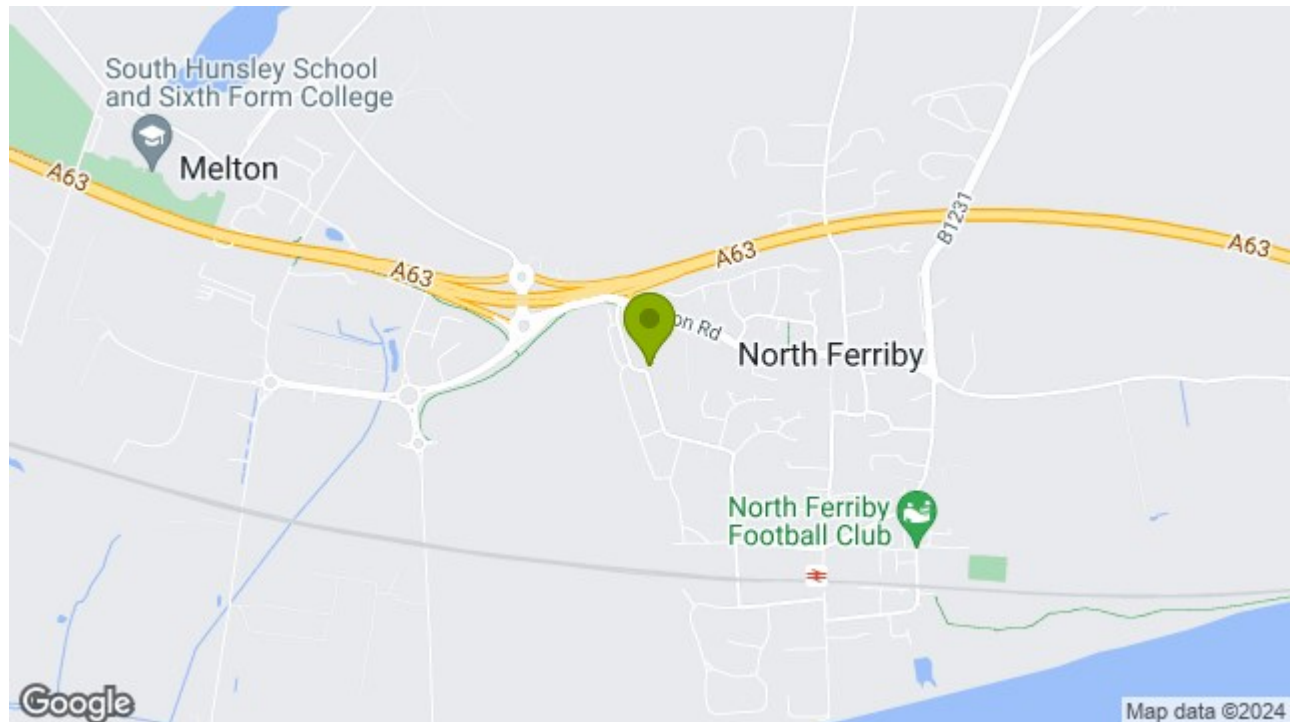 South Hunsley School
and Sixth Form College
Melton
A63
A63
A63
A63
B1231
Rd
North Ferriby
North Ferriby
Football Club
Google
Map data ©2024